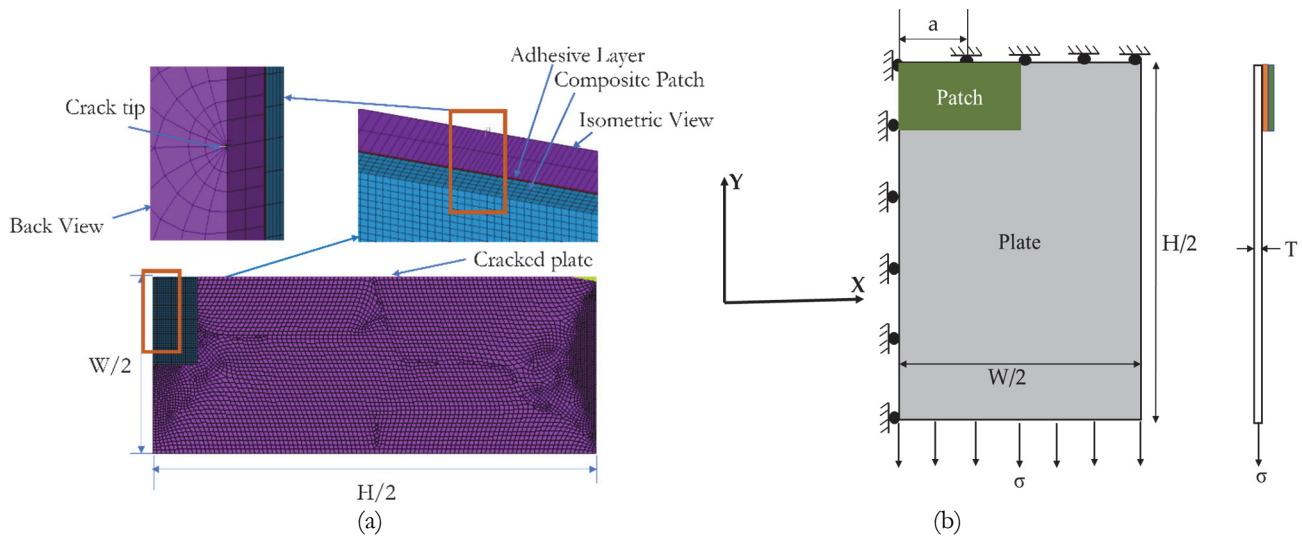 Adhesive Layer
Composite Patch
Crack tip
Isometric View
Back View
Cracked plate
W/2
H/2
(a)
a
Patch
Y
Plate
H/2
T
X
W/2
σ
σ
(b)